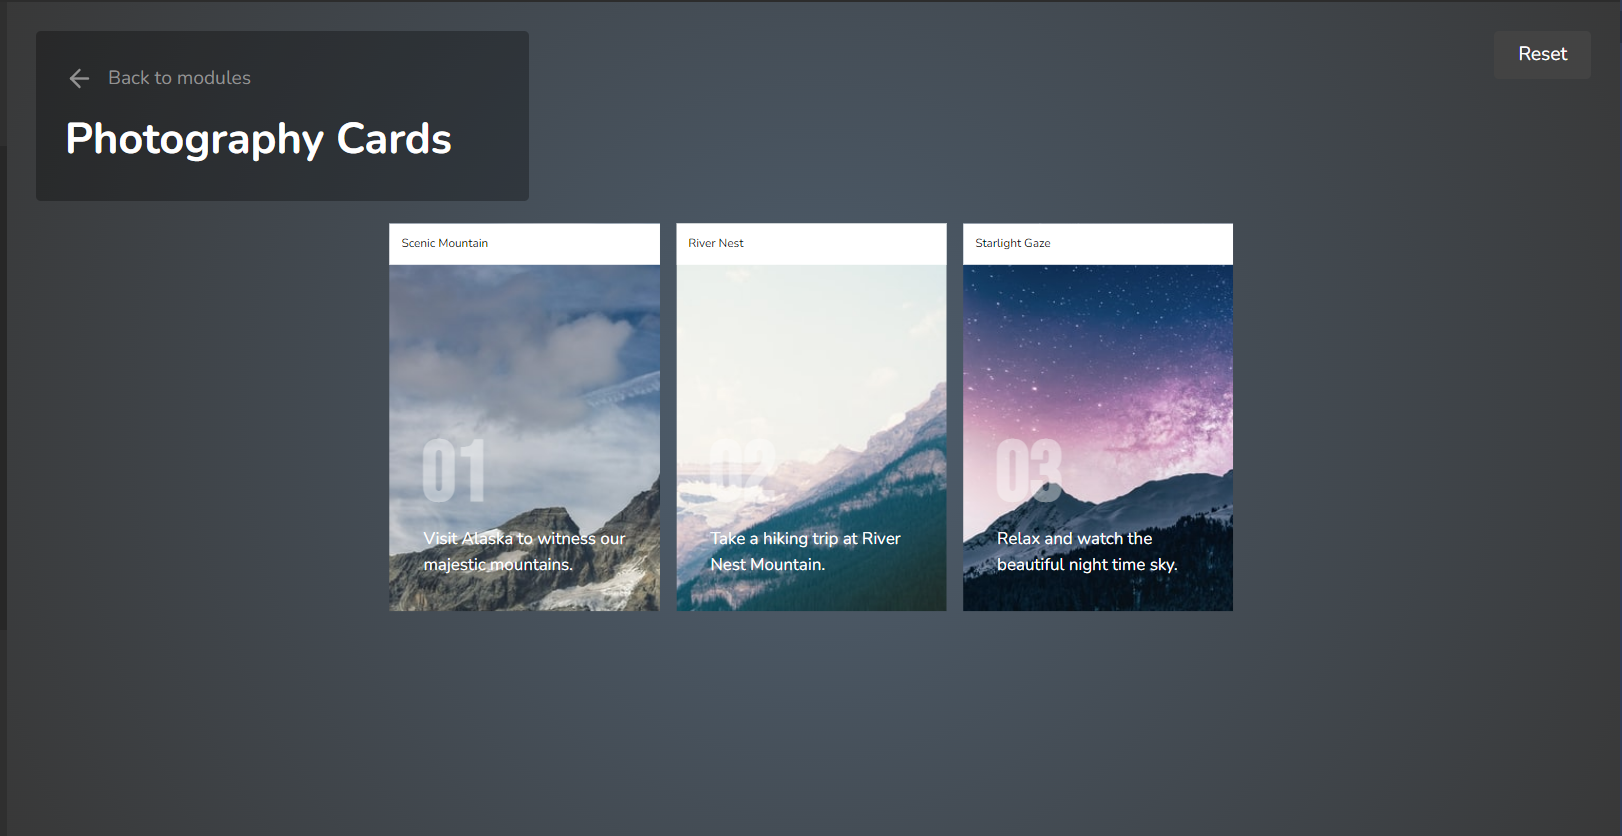 Back to modules
Photography Cards
Reset
Scenic Mountain
01
Visit Alaska to witness our
majestic mountains.
River Nest
02
Take a hiking trip at River
Nest Mountain.
Starlight Gaze
03
Relax and watch the
beautiful night time sky.